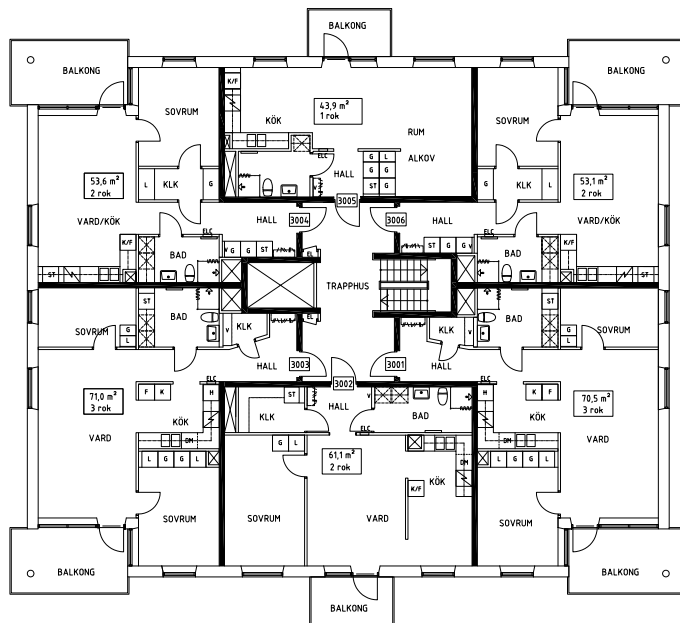 BALKONG
BALKONG
BALKONG
SOVRUM
K/F
KÖK
43,9 m²
1 rok
RUM
ALKOV
SOVRUM
ELC
HALL
G L
G G
ST G
V
53,6 m²
2 rok
L
KLK
G
G
KLK
L
53,1 m²
2 rok
VARD/KÖK
3004
3005
3006
HALL
HALL
VARD/KÖK
ELC
K/F
BAD
V G G ST
ST G G V
ELC
BAD
K/F
ST
EL
TRAPPHUS
ST
ST
BAD
SOVRUM
G
L
V
KLK
EL
KLK
V
BAD
ST
G
L
SOVRUM
HALL
3003
3002
3001
HALL
71,0 m²
3 rok
F K
ELC
H
KLK
ST
HALL
V
BAD
ELC
H
K F
70,5 m²
3 rok
VARD
KÖK
DM
ELC
KÖK
DM
VARD
G L
61,1 m²
2 rok
DM
KÖK
K/F
L G G L
L G G L
SOVRUM
SOVRUM
VARD
SOVRUM
BALKONG
BALKONG
BALKONG